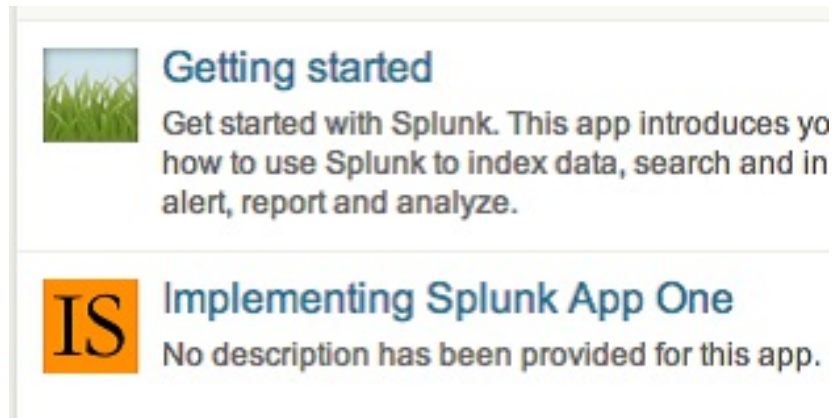 Getting started
Get started with Splunk. This app introduces yo
how to use Splunk to index data, search and in
alert, report and analyze.
IS
Implementing Splunk App One
No description has been provided for this app.